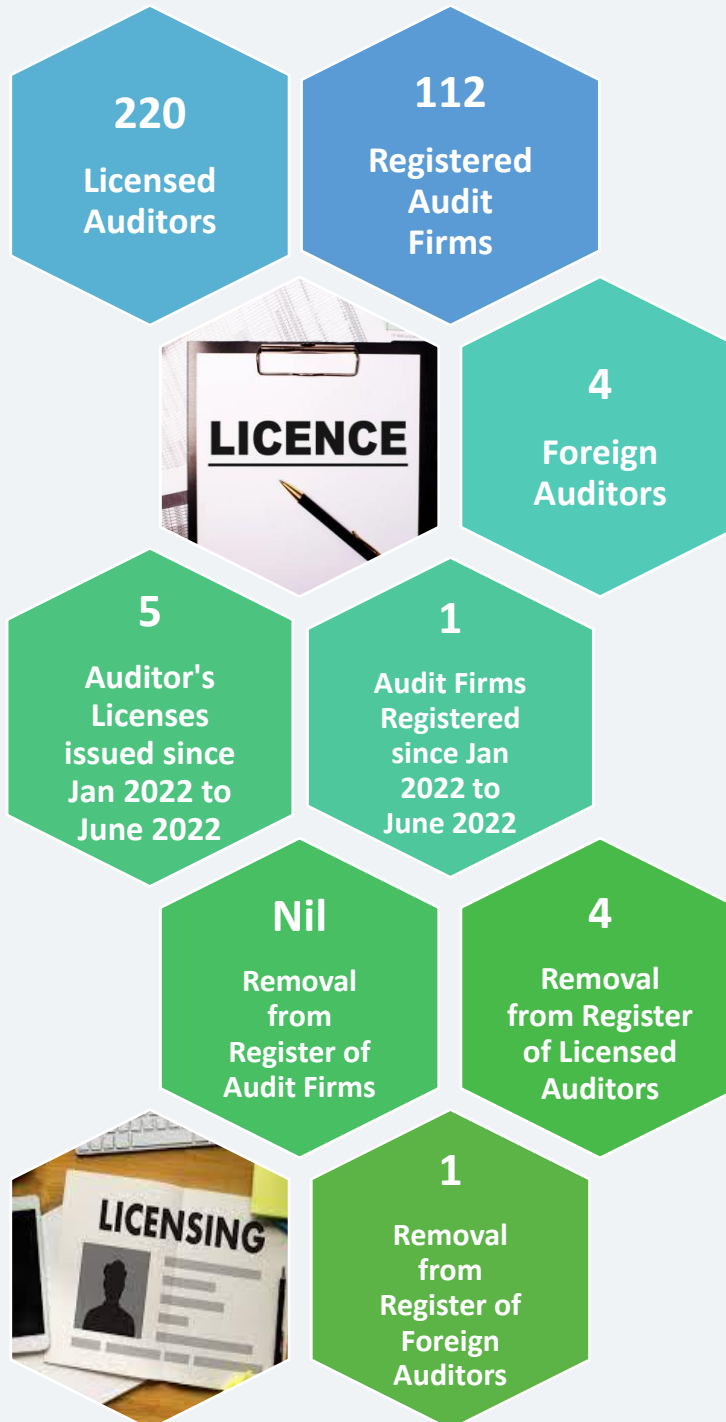 220
Licensed
Auditors
112
Registered
Audit
Firms
LICENCE
4
Foreign
Auditors
5
Auditor's
Licenses
issued since
Jan 2022 to
June 2022
1
Audit Firms
Registered
since Jan
2022 to
June 2022
Nil
Removal
from
Register of
Audit Firms
4
Removal
from Register
of Licensed
Auditors
LICENSING
1
Removal
from
Register of
Foreign
Auditors